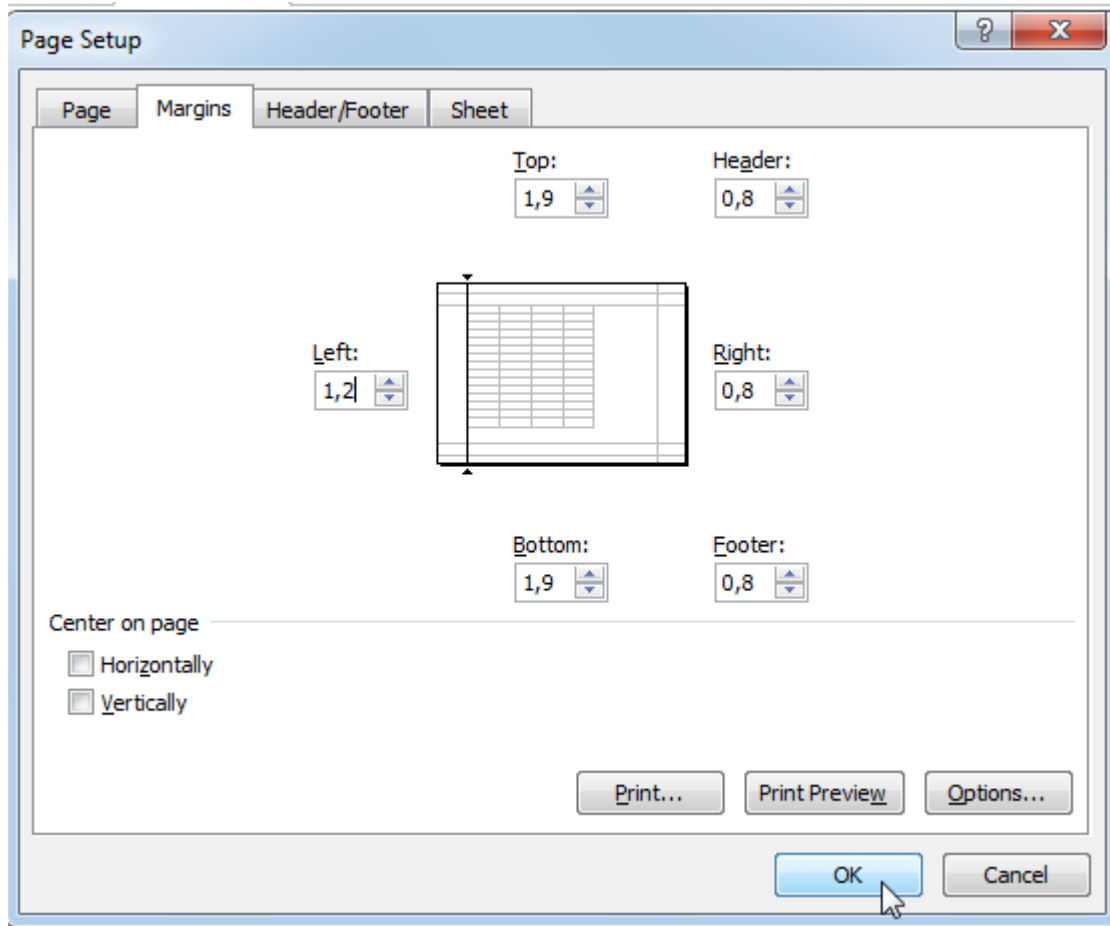 Page Setup
?
Page Margins Header/Footer Sheet
Top: Header:
1,9 0,8
Left: Right:
1,2 0,8
Bottom: Footer:
1,9 0,8
Center on page
Horizontally
Vertically
Print... Print Preview Options...
OK Cancel